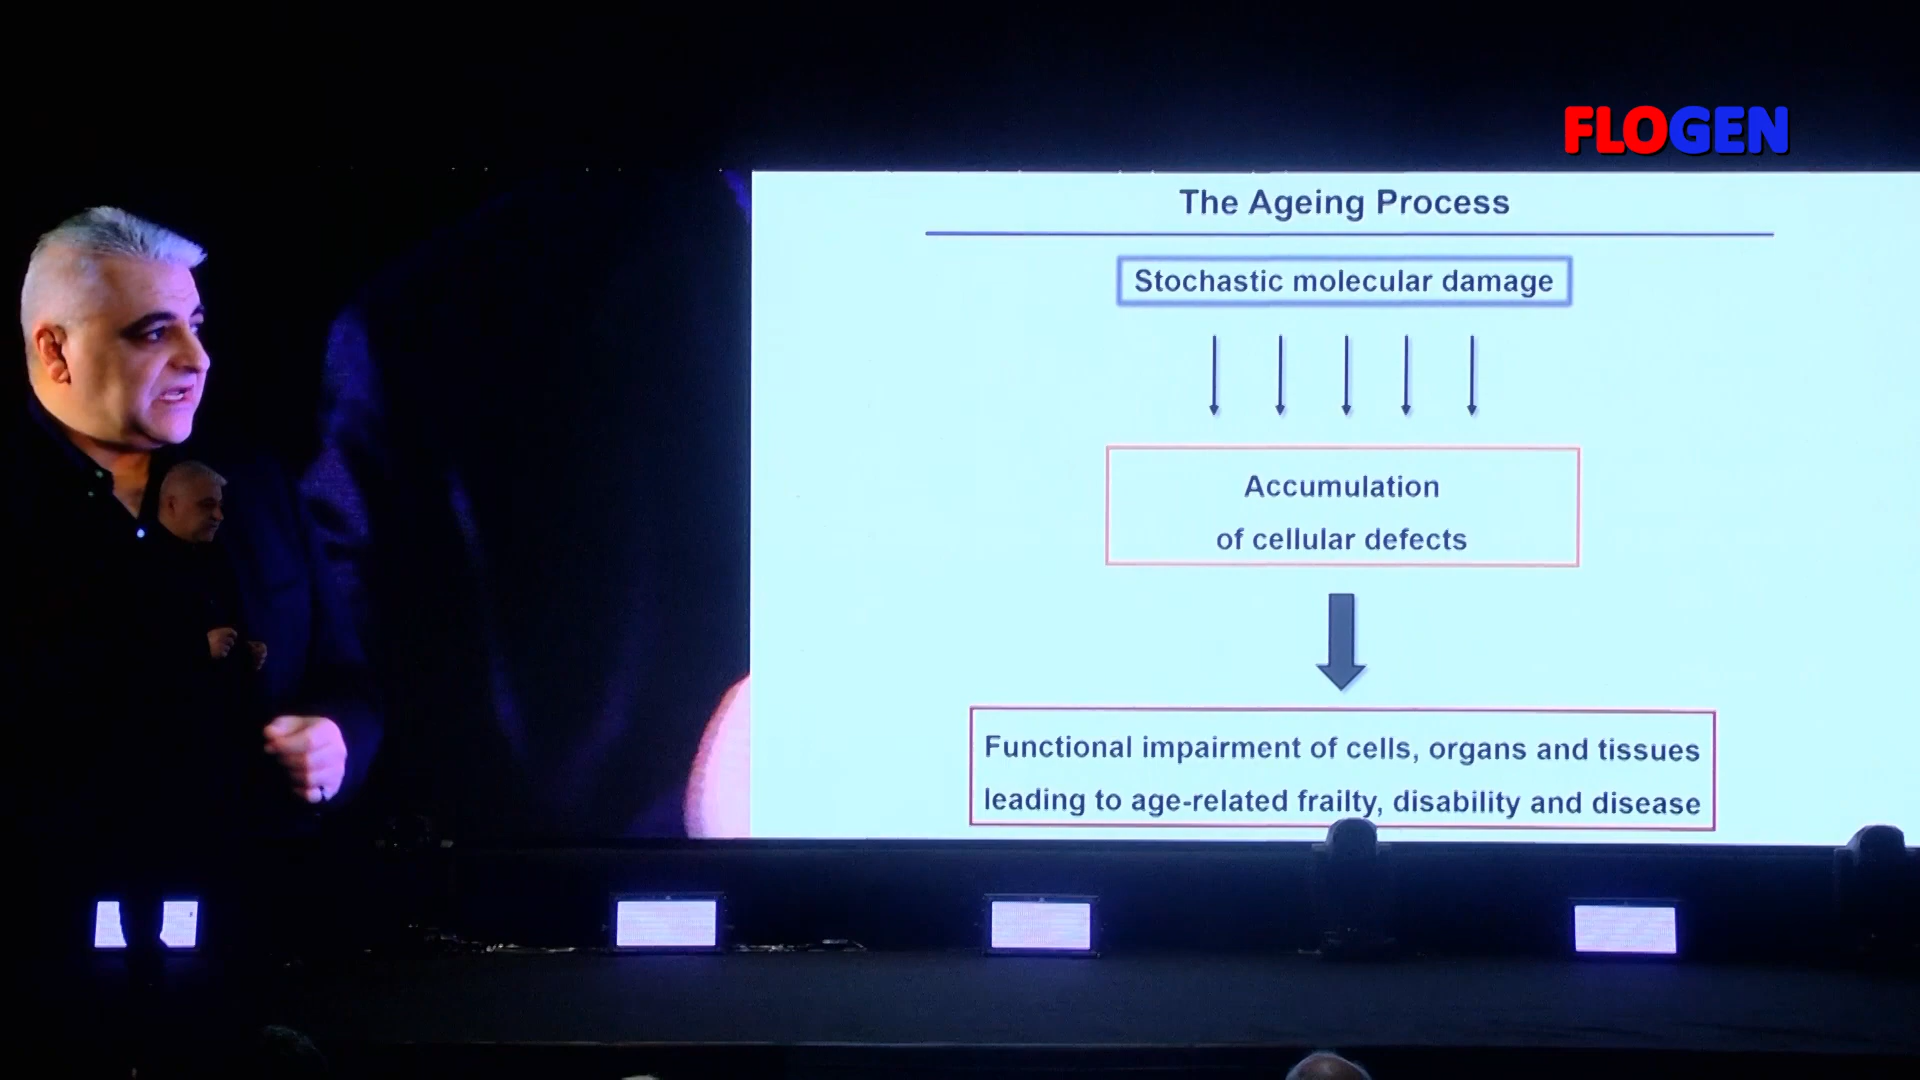 FLOGEN
The Ageing Process
Stochastic molecular damage
Accumulation
of cellular defects
Functional impairment of cells, organs and tissues
leading to age-related frailty, disability and disease